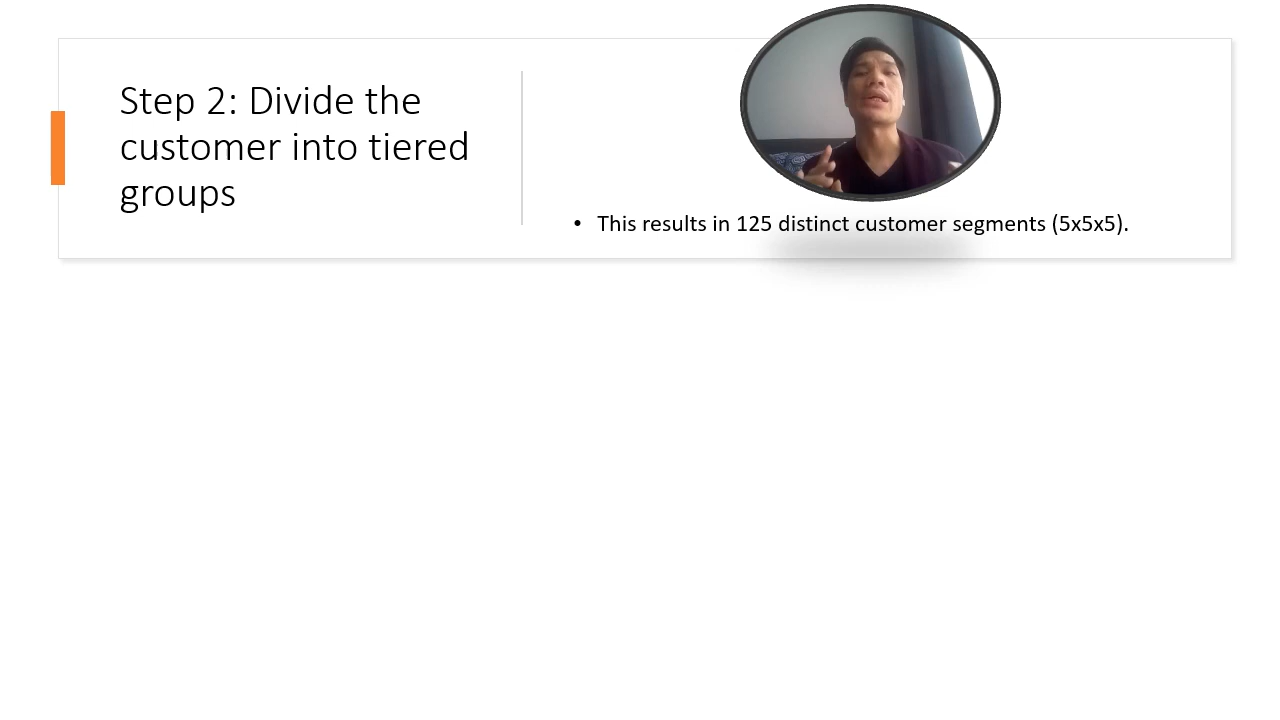 Step 2: Divide the
customer into tiered
groups
• This results in 125 distinct customer segments (5x5x5).